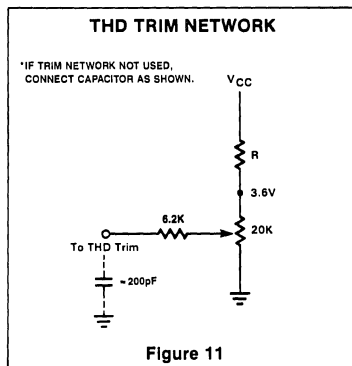 THD TRIM NETWORK
*IF TRIM NETWORK NOT USED,
CONNECT CAPACITOR AS SHOWN.
VCC
R
3.6V
6.2K
20K
To THD Trim
≈200pF
Figure 11